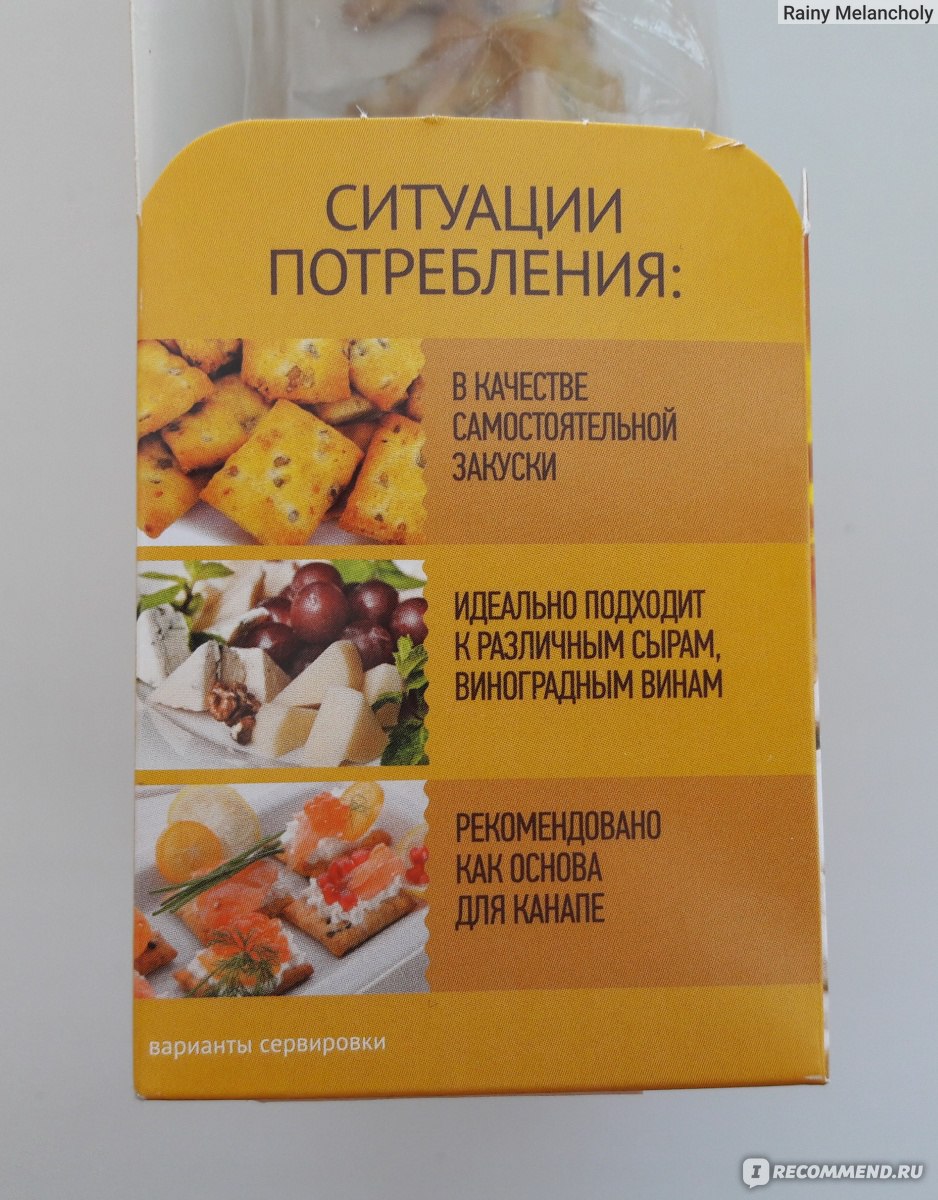 Rainy Melancholy
СИТУАЦИИ
ПОТРЕБЛЕНИЯ:
В КАЧЕСТВЕ
САМОСТОЯТЕЛЬНОЙ
ЗАКУСКИ
ИДЕАЛЬНО ПОДХОДИТ
К РАЗЛИЧНЫМ СЫРАМ,
ВИНОГРАДНЫМ ВИНАМ
РЕКОМЕНДОВАНО
КАК ОСНОВА
ДЛЯ КАНАПЕ
варианты сервировки
IRECOMMEND.RU